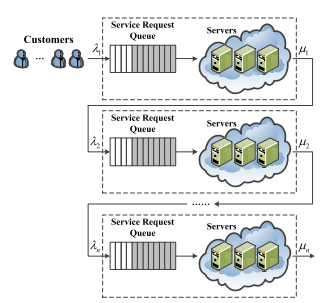 Customers
...
λ1
Service Request
Queue
Servers
μ1
λ2
Service Request
Queue
Servers
μ2
......
λn
Service Request
Queue
Servers
μn